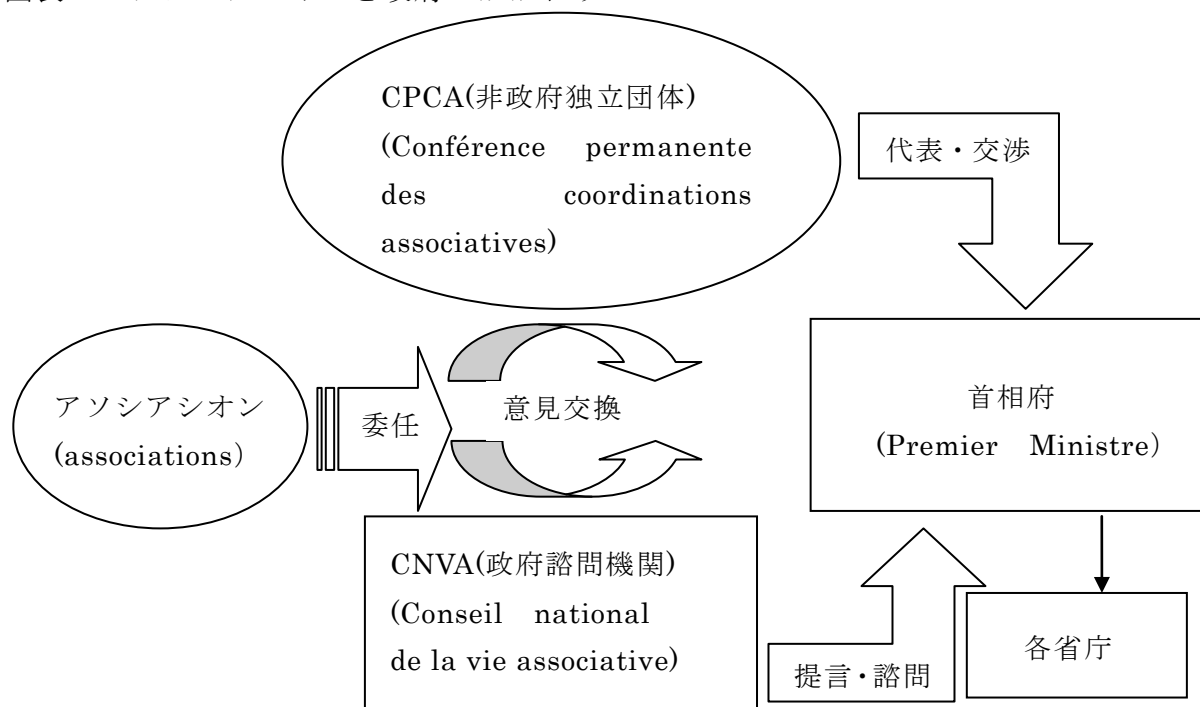 CPCA(非政府独立団体)
(Conférence permanente
des coordinations
associatives)
代表・交渉
アソシアシオン
(associations)
委任
意見交換
首相府
(Premier Ministre)
CNVA(政府諮問機関)
(Conseil national
de la vie associative)
提言・諮問
各省庁